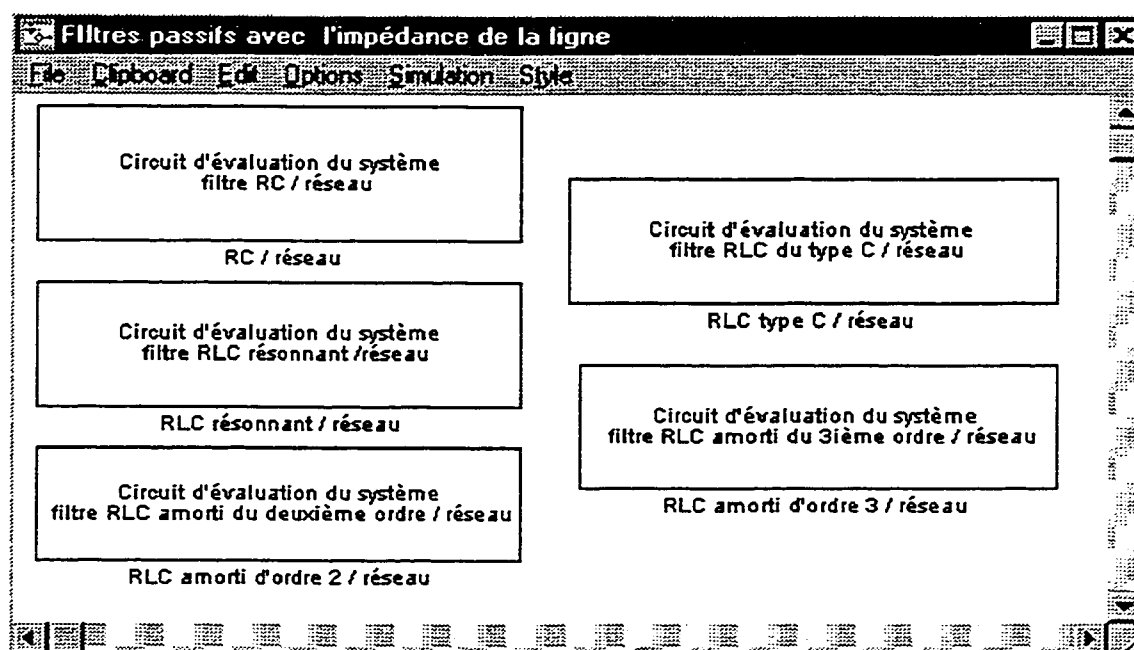 FIltres passifs avec l'impédance de la ligne
File Clipboard Edit Options Simulation Style
Circuit d'évaluation du système
filtre RC / réseau
RC / réseau
Circuit d'évaluation du système
filtre RLC résonnant /réseau
RLC résonnant / réseau
Circuit d'évaluation du système
filtre RLC amorti du deuxième ordre / réseau
RLC amorti d'ordre 2 / réseau
Circuit d'évaluation du système
filtre RLC du type C / réseau
RLC type C / réseau
Circuit d'évaluation du système
filtre RLC amorti du 3ième ordre / réseau
RLC amorti d'ordre 3 / réseau